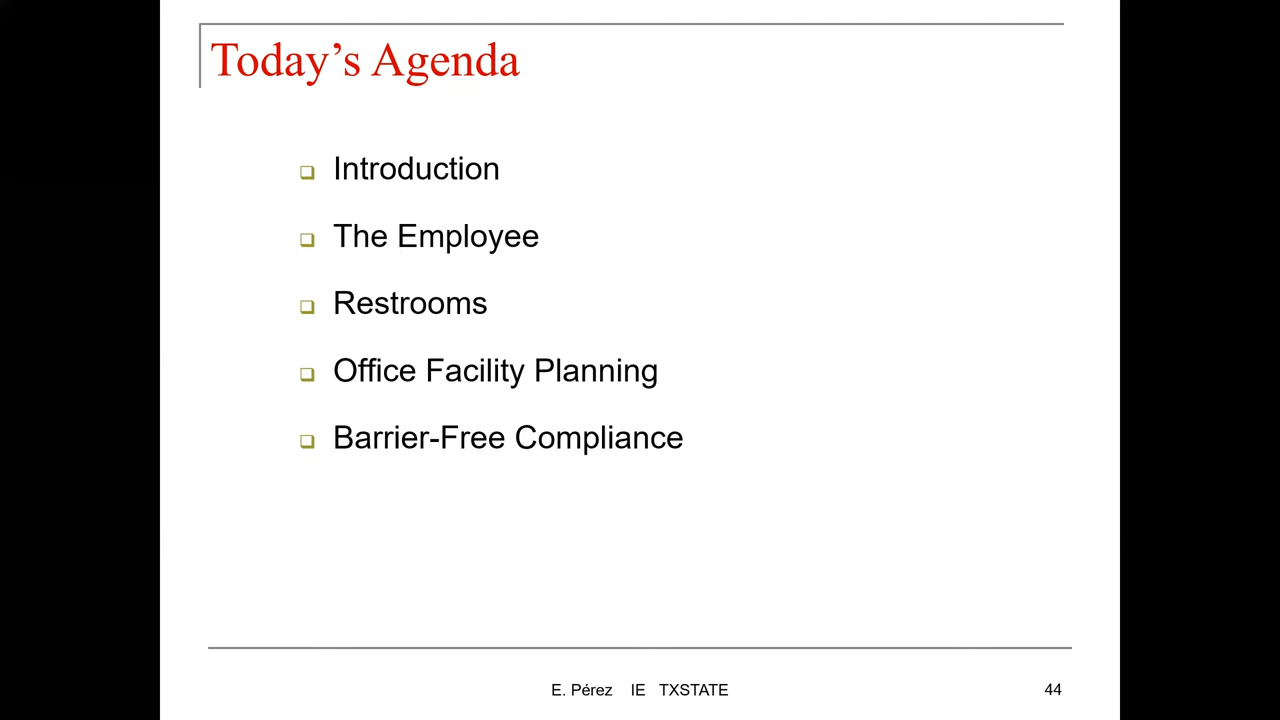 Today’s Agenda
Introduction
The Employee
Restrooms
Office Facility Planning
Barrier-Free Compliance
E. Pérez IE TXSTATE 44